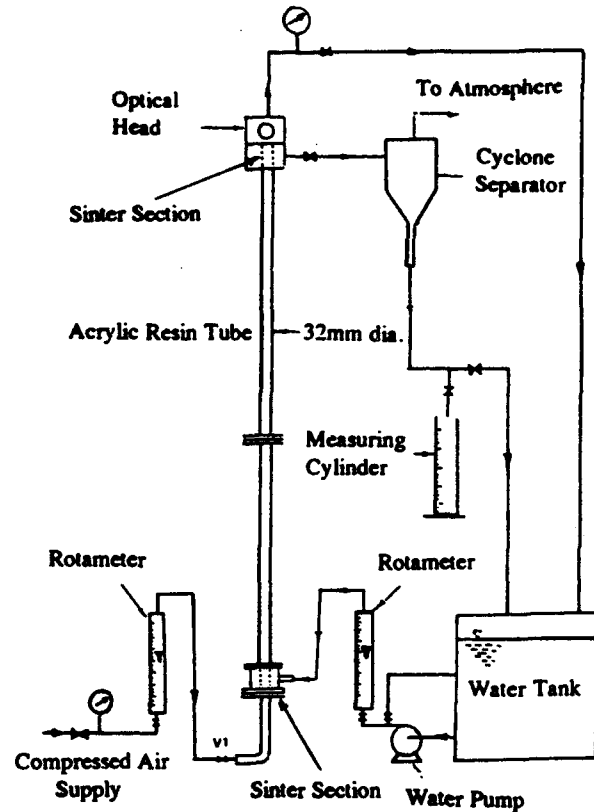 To Atmosphere
Optical
Head
Cyclone
Separator
Sinter Section
Acrylic Resin Tube
32mm dia.
Measuring
Cylinder
Rotameter
Rotameter
Water Tank
V1
Compressed Air
Supply
Sinter Section
Water Pump